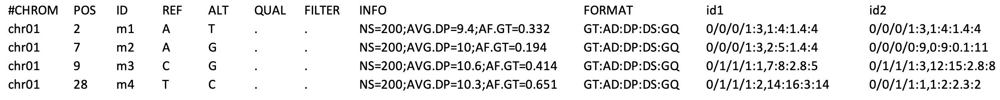 #CHROM POS ID REF ALT QUAL FILTER INFO FORMAT id1 id2
chr01 2 m1 A T . . NS=200;AVG.DP=9.4;AF.GT=0.332 GT:AD:DP:DS:GQ 0/0/0/1:3,1:4:1.4:4 0/0/0/1:3,1:4:1.4:4
chr01 7 m2 A G . . NS=200;AVG.DP=10;AF.GT=0.194 GT:AD:DP:DS:GQ 0/0/0/1:3,2:5:1.4:4 0/0/0/0:9,0:9:0.1:11
chr01 9 m3 C G . . NS=200;AVG.DP=10.6;AF.GT=0.414 GT:AD:DP:DS:GQ 0/1/1/1:1,7:8:2.8:5 0/1/1/1:3,12:15:2.8:8
chr01 28 m4 T C . . NS=200;AVG.DP=10.3;AF.GT=0.651 GT:AD:DP:DS:GQ 0/1/1/1:2,14:16:3:14 0/0/1/1:1,1:2:2.3:2